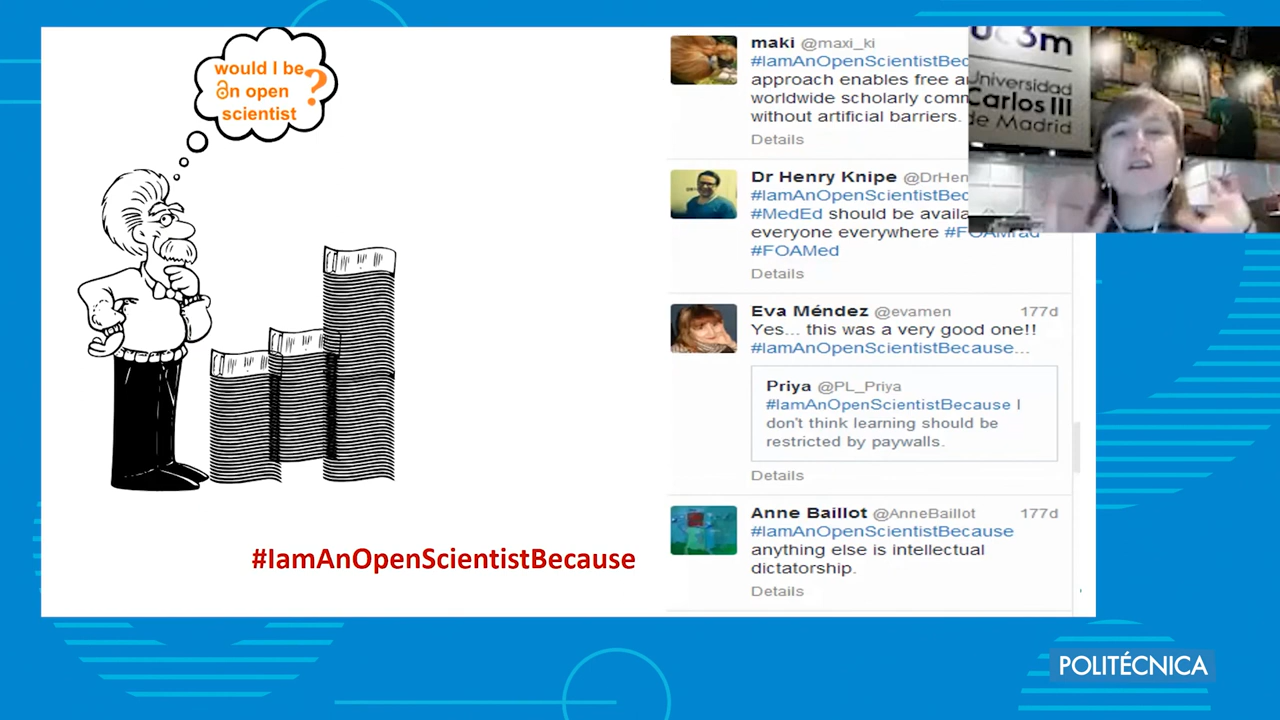 would I be
an open
scientist
?
#IamAnOpenScientistBecause
maki @maxi_ki
#IamAnOpenScientistBec
approach enables free a
worldwide scholarly comm
without artificial barriers.
Details
Dr Henry Knipe @DrHen
#IamAnOpenScientistBec
#MedEd should be availa
everyone everywhere #FOAMrad
#FOAMed
Details
Eva Méndez @evamen 177d
Yes... this was a very good one!!
#IamAnOpenScientistBecause...
Priya @PL_Priya
#IamAnOpenScientistBecause I
don't think learning should be
restricted by paywalls.
Details
Anne Baillot @AnneBaillot 177d
#IamAnOpenScientistBecause
anything else is intellectual
dictatorship.
Details
uc3m
Universidad
Carlos III
de Madrid
POLITÉCNICA